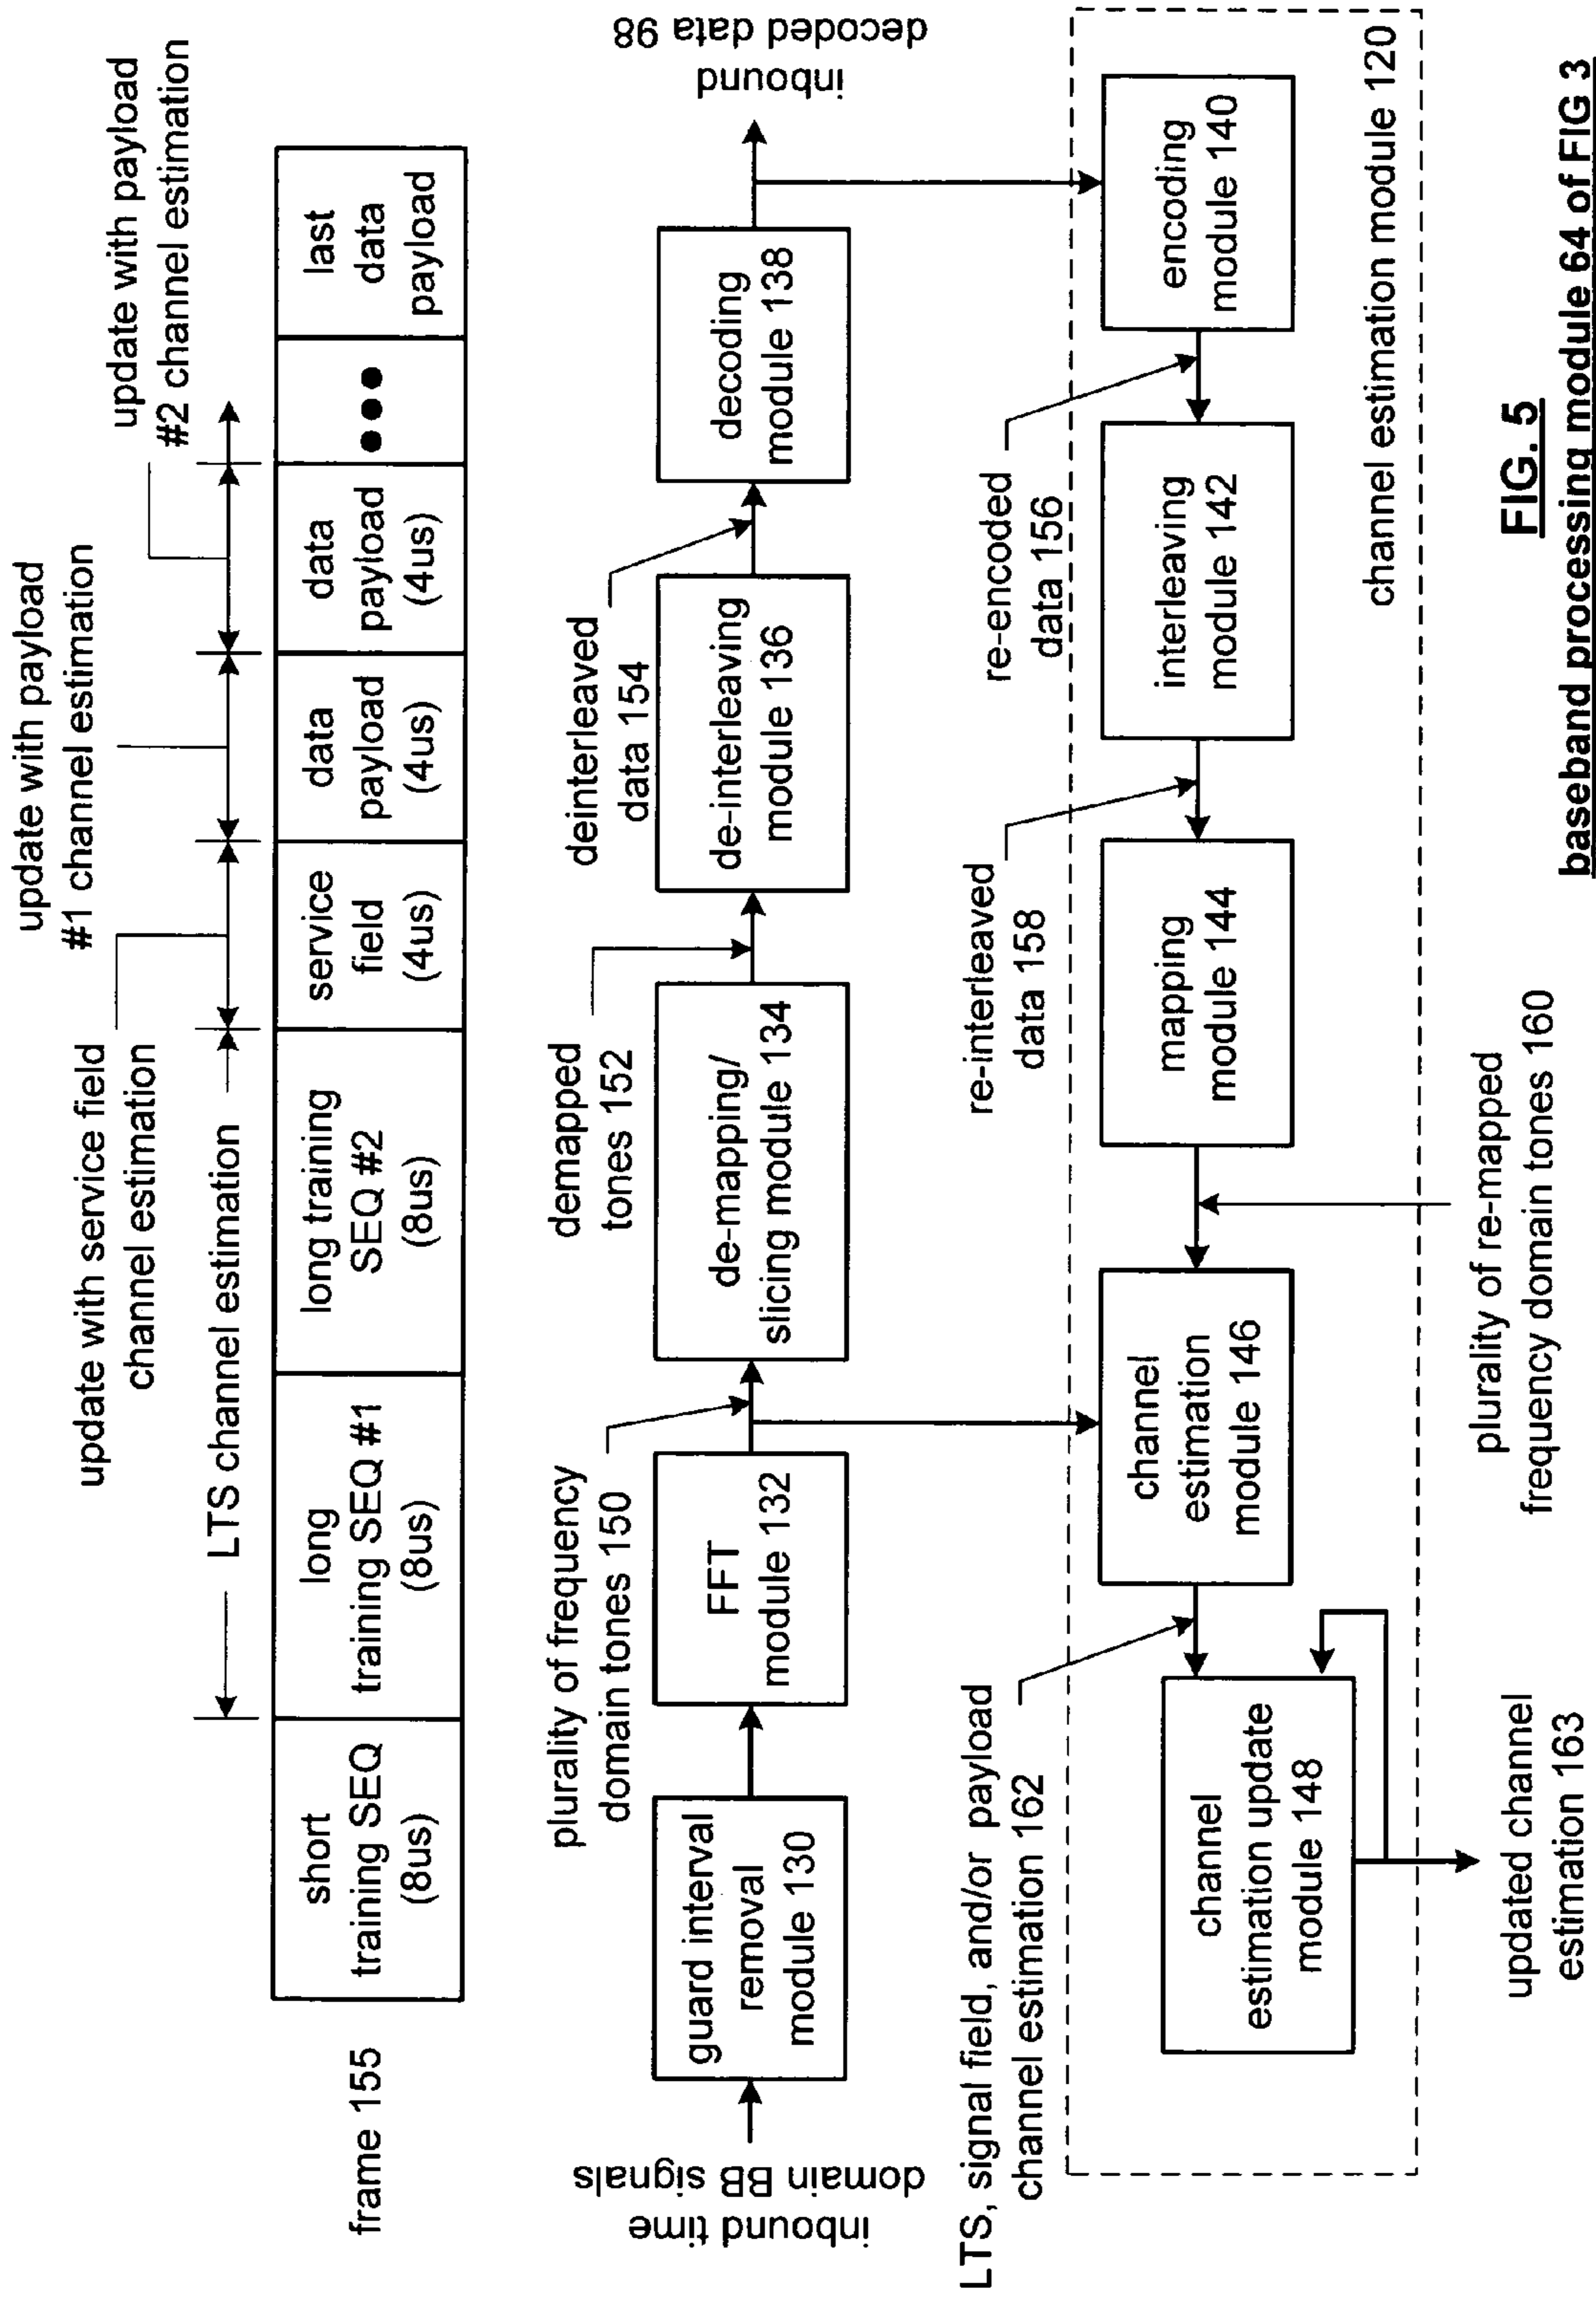 update with payload
#1 channel estimation
update with payload
#2 channel estimation
update with service field
channel estimation
LTS channel estimation
frame 155
short
training SEQ
(8us)
long
training SEQ #1
(8us)
long training
SEQ #2
(8us)
service
field
(4us)
data
payload
(4us)
data
payload
(4us)
last
data
payload
inbound time
domain BB signals
guard interval
removal
module 130
plurality of frequency
domain tones 150
FFT
module 132
demapped
tones 152
de-mapping/
slicing module 134
deinterleaved
data 154
de-interleaving
module 136
decoding
module 138
inbound
decoded data 98
LTS, signal field, and/or payload
channel estimation 162
channel
estimation update
module 148
channel
estimation
module 146
re-interleaved
data 158
mapping
module 144
re-encoded
data 156
interleaving
module 142
encoding
module 140
channel estimation module 120
updated channel
estimation 163
plurality of re-mapped
frequency domain tones 160
FIG. 5
baseband processing module 64 of FIG 3